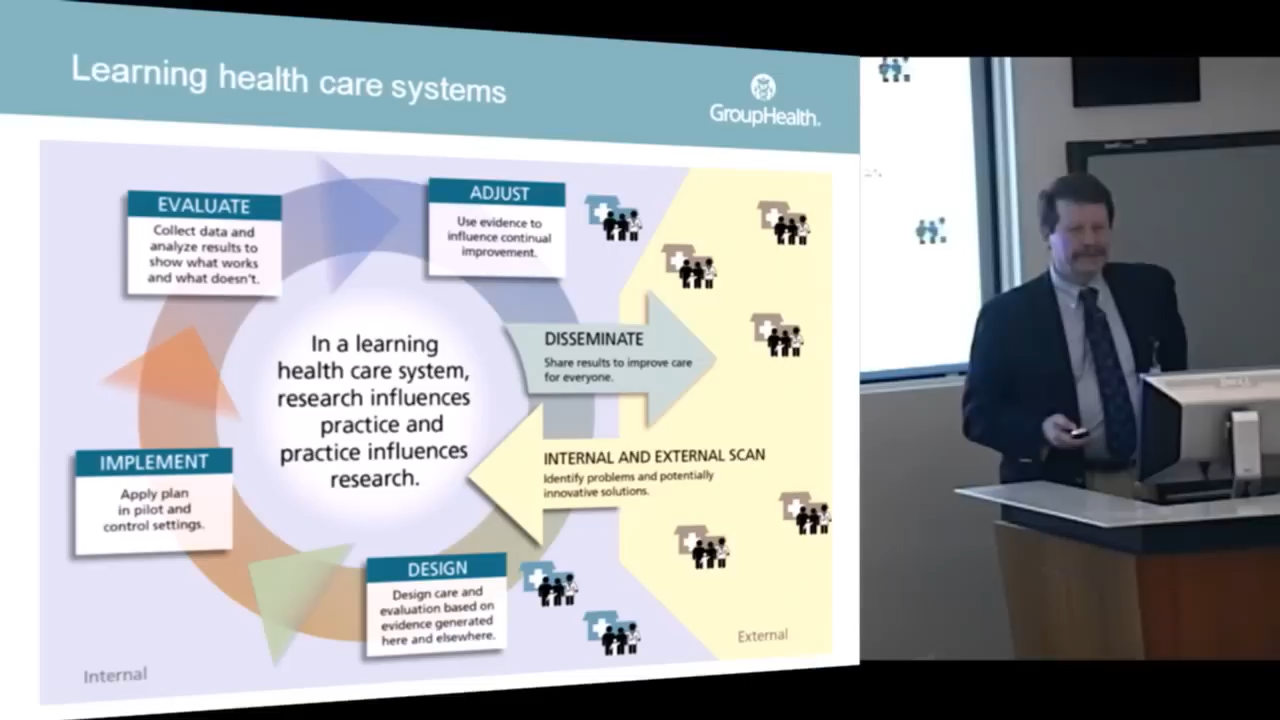 Learning health care systems
GroupHealth.
EVALUATE
Collect data and
analyze results to
show what works
and what doesn't.
ADJUST
Use evidence to
influence continual
improvement.
In a learning
health care system,
research influences
practice and
practice influences
research.
DISSEMINATE
Share results to improve care
for everyone.
INTERNAL AND EXTERNAL SCAN
Identify problems and potentially
innovative solutions.
IMPLEMENT
Apply plan
in pilot and
control settings.
DESIGN
Design care and
evaluation based on
evidence generated
here and elsewhere.
Internal
External
DELL